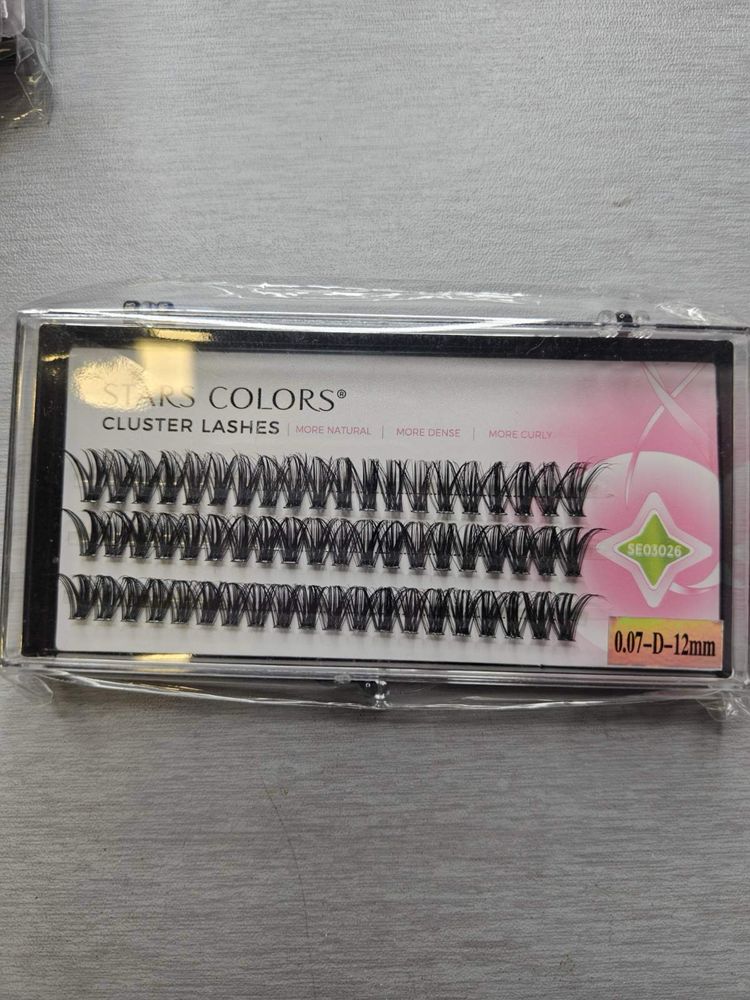 STARS COLORS®
CLUSTER LASHES | MORE NATURAL | MORE DENSE | MORE CURLY
SE03026
0.07-D-12mm